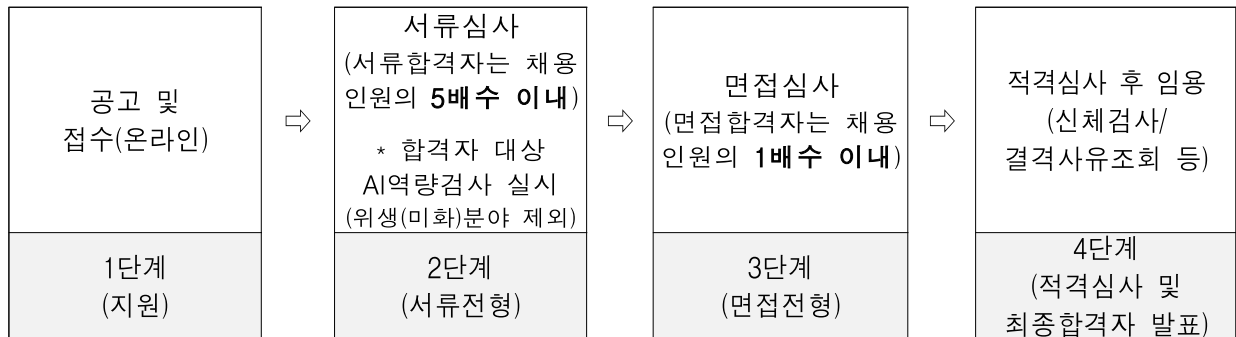 공고 및
접수(온라인)
1단계
(지원)
⇨
서류심사
(서류합격자는 채용
인원의 5배수 이내)
* 합격자 대상
AI역량검사 실시
(위생(미화)분야 제외)
2단계
(서류전형)
⇨
면접심사
(면접합격자는 채용
인원의 1배수 이내)
3단계
(면접전형)
⇨
적격심사 후 임용
(신체검사/
결격사유조회 등)
4단계
(적격심사 및
최종합격자 발표)